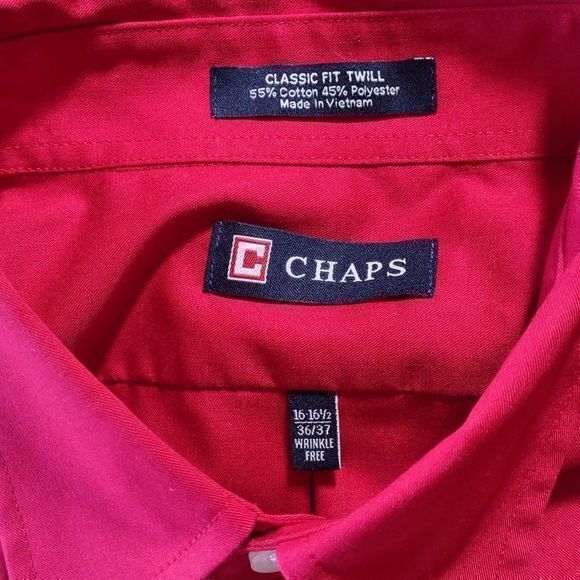 CLASSIC FIT TWILL
55% Cotton 45% Polyester
Made In Vietnam
C CHAPS
16-16½
36/37
WRINKLE
FREE